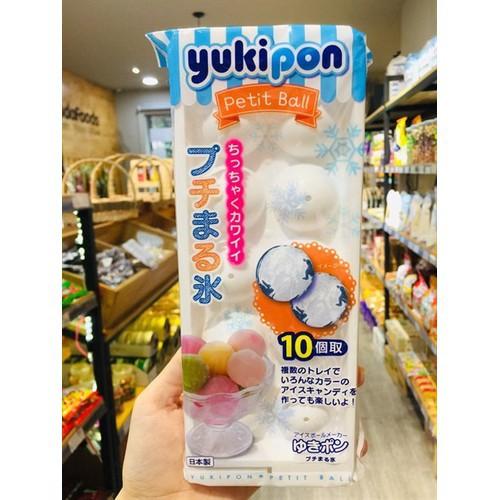 yukipon
Petit Ball
ちっちゃくカワイイ
プチまる氷
10個取
複数のトレイで
いろんなカラーの
アイスキャンディを
作っても楽しいよ!
アイスボールメーカー
ゆきポン
プチまる氷
日本製
YUKIPON PETIT BALL
daFoods